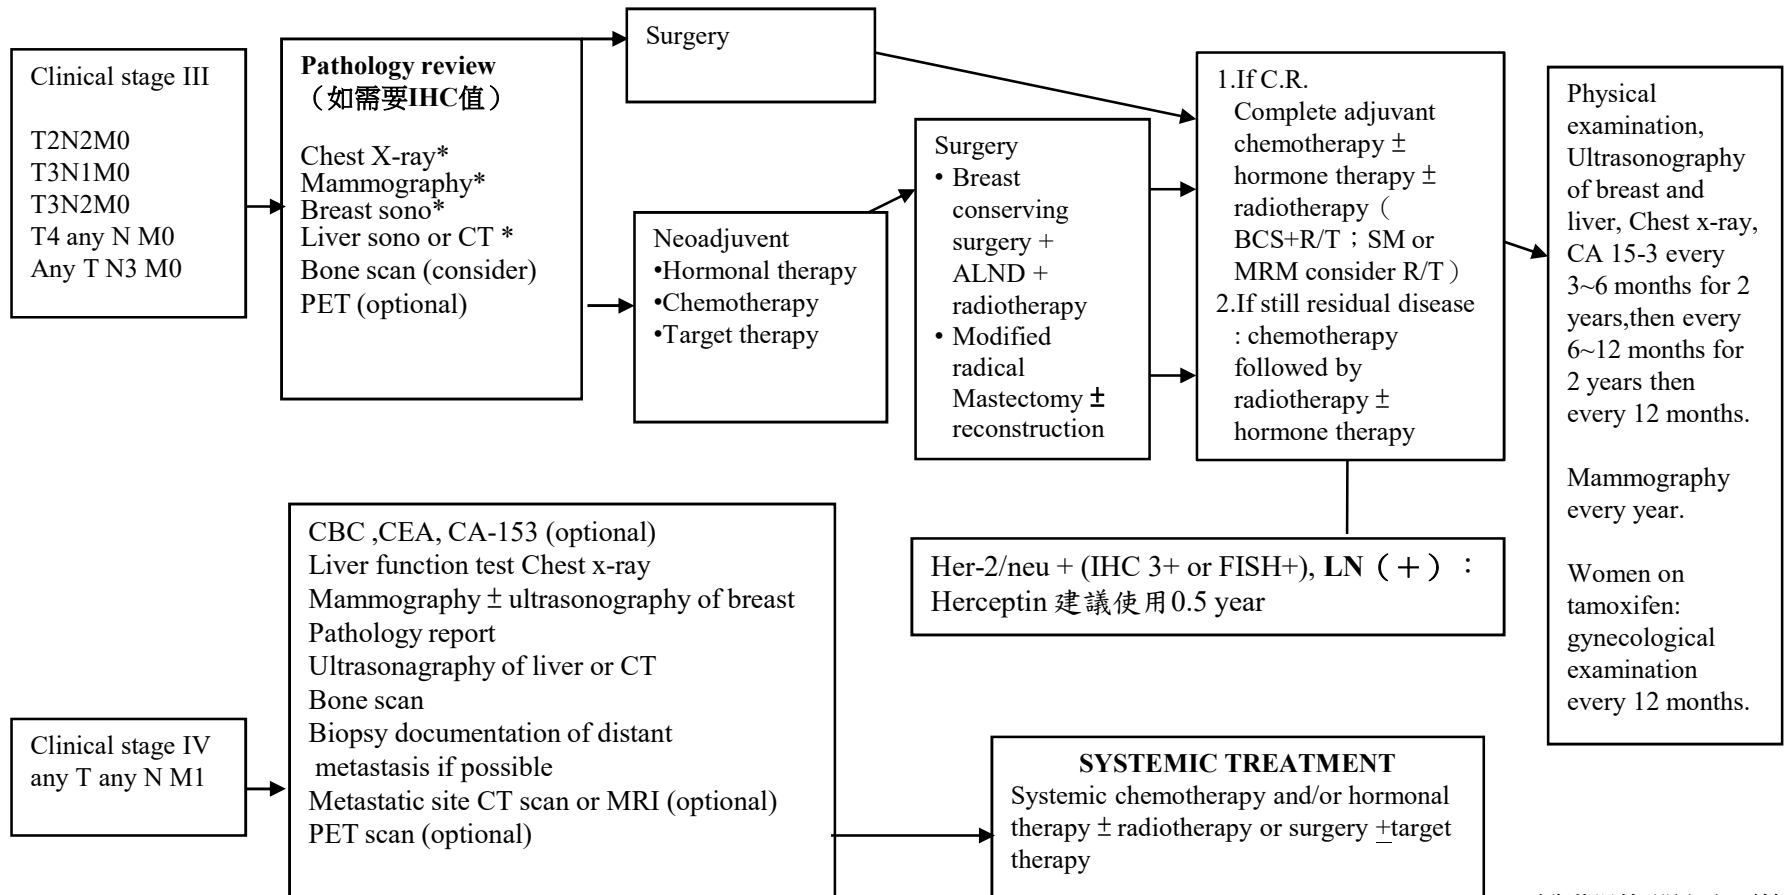 Clinical stage III
T2N2M0
T3N1M0
T3N2M0
T4 any N M0
Any T N3 M0
Pathology review
（如需要IHC值）
Chest X-ray*
Mammography*
Breast sono*
Liver sono or CT *
Bone scan (consider)
PET (optional)
Surgery
Neoadjuvent
•Hormonal therapy
•Chemotherapy
•Target therapy
Surgery
• Breast
conserving
surgery +
ALND +
radiotherapy
• Modified
radical
Mastectomy ±
reconstruction
1.If C.R.
Complete adjuvant
chemotherapy ±
hormone therapy ±
radiotherapy（
BCS+R/T；SM or
MRM consider R/T）
2.If still residual disease
: chemotherapy
followed by
radiotherapy ±
hormone therapy
Physical
examination,
Ultrasonography
of breast and
liver, Chest x-ray,
CA 15-3 every
3~6 months for 2
years,then every
6~12 months for
2 years then
every 12 months.
Mammography
every year.
Women on
tamoxifen:
gynecological
examination
every 12 months.
Her-2/neu + (IHC 3+ or FISH+), LN（＋）：
Herceptin 建議使用0.5 year
Clinical stage IV
any T any N M1
CBC ,CEA, CA-153 (optional)
Liver function test Chest x-ray
Mammography ± ultrasonography of breast
Pathology report
Ultrasonagraphy of liver or CT
Bone scan
Biopsy documentation of distant
metastasis if possible
Metastatic site CT scan or MRI (optional)
PET scan (optional)
SYSTEMIC TREATMENT
Systemic chemotherapy and/or hormonal
therapy ± radiotherapy or surgery +target
therapy